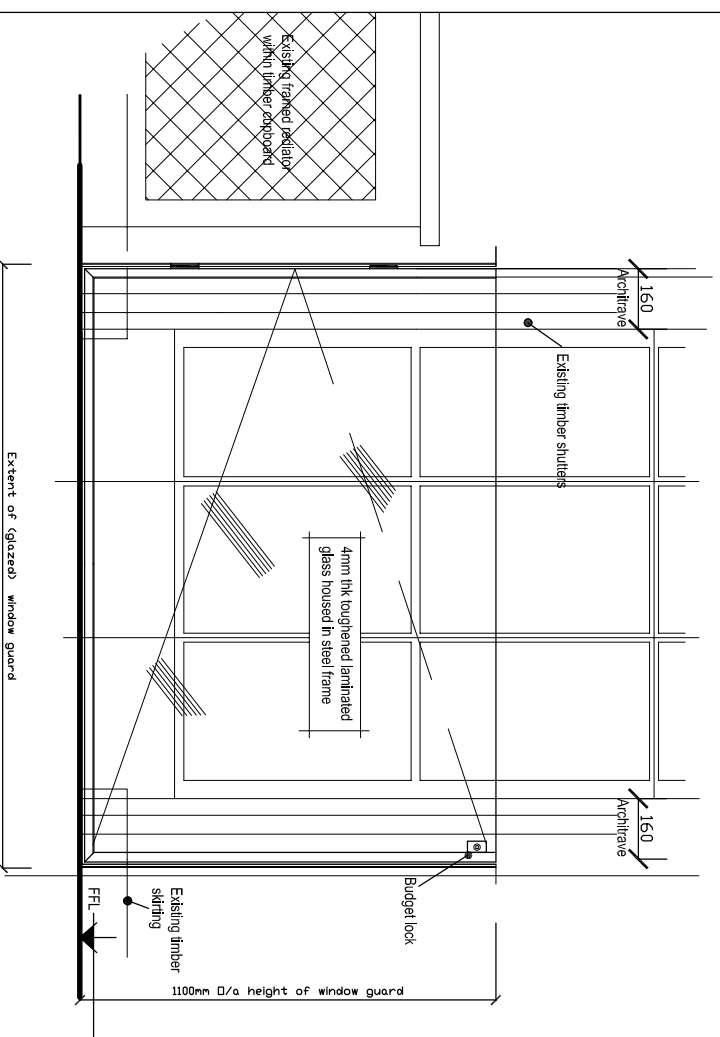 160
Architrave
160
Architrave
Existing timber shutters
Existing framed rediator
within timber cupboard
4mm thk toughened laminated
glass housed in steel frame
Budget lock
Existing timber
skirting
FFL
1100mm □/a height of window guard
Extent of (glazed) window guard